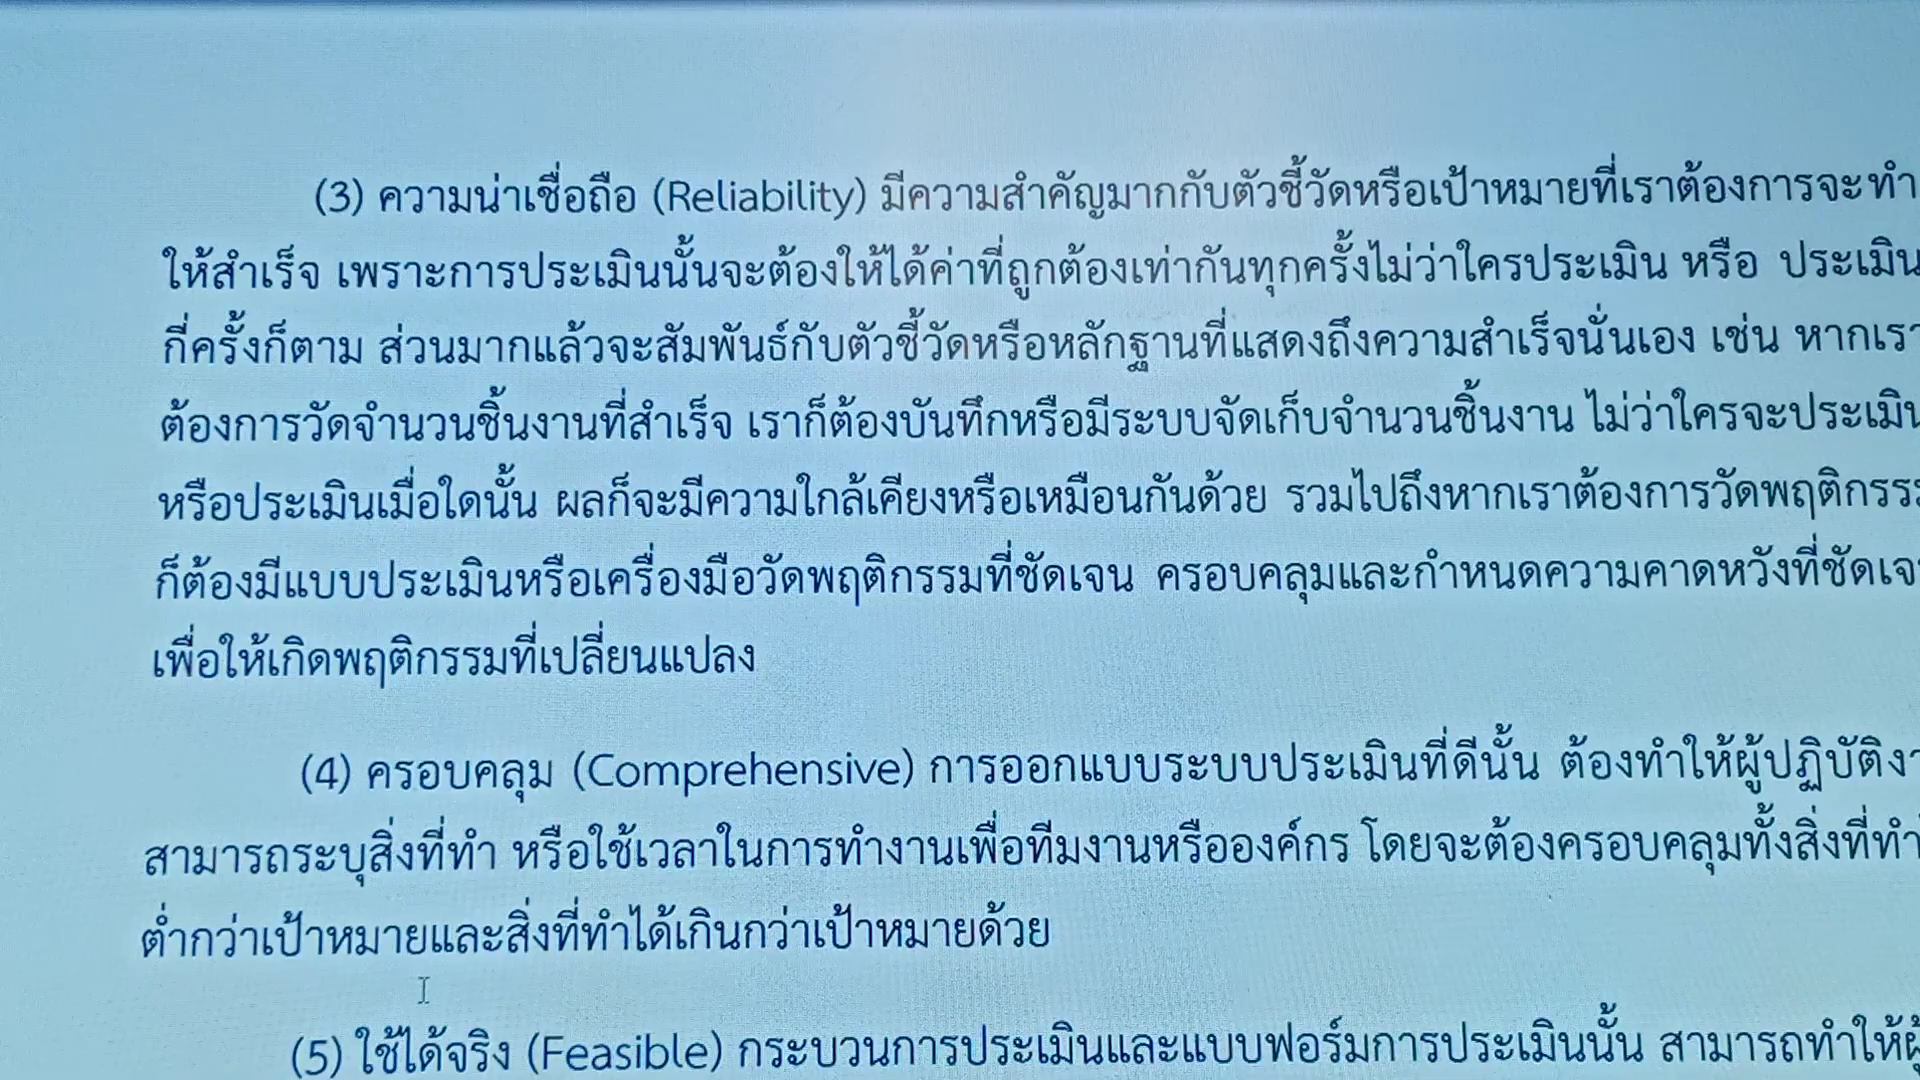 (3) ความน่าเชื่อถือ (Reliability) มีความสำคัญมากกับตัวชี้วัดหรือเป้าหมายที่เราต้องการจะทำ
ให้สำเร็จ เพราะการประเมินนั้นจะต้องให้ได้ค่าที่ถูกต้องเท่ากันทุกครั้งไม่ว่าใครประเมิน หรือ ประเมิน
กี่ครั้งก็ตาม ส่วนมากแล้วจะสัมพันธ์กับตัวชี้วัดหรือหลักฐานที่แสดงถึงความสำเร็จนั่นเอง เช่น หากเรา
ต้องการวัดจำนวนชิ้นงานที่สำเร็จ เราก็ต้องบันทึกหรือมีระบบจัดเก็บจำนวนชิ้นงาน ไม่ว่าใครจะประเมิน
หรือประเมินเมื่อใดนั้น ผลก็จะมีความใกล้เคียงหรือเหมือนกันด้วย รวมไปถึงหากเราต้องการวัด
ก็ต้องมีแบบประเมินหรือเครื่องมือวัดพฤติกรรมที่ชัดเจน ครอบคลุมและกำหนดความคาดหวังที่
เพื่อให้เกิดพฤติกรรมที่เปลี่ยนแปลง
(4) ครอบคลุม (Comprehensive) การออกแบบระบบประเมินที่ดีนั้น ต้องทำให้ผู้ปฏิบัติ
สามารถระบุสิ่งที่ทำ หรือใช้เวลาในการทำงานเพื่อทีมงานหรือองค์กร โดยจะต้องครอบคลุมทั้งสิ่งที่ทำ
ต่ำกว่าเป้าหมายและสิ่งที่ทำได้เกินกว่าเป้าหมายด้วย
(5) ใช้ได้จริง (Feasible) กระบวนการประเมินและแบบฟอร์มการประเมินนั้น สามารถทำให้